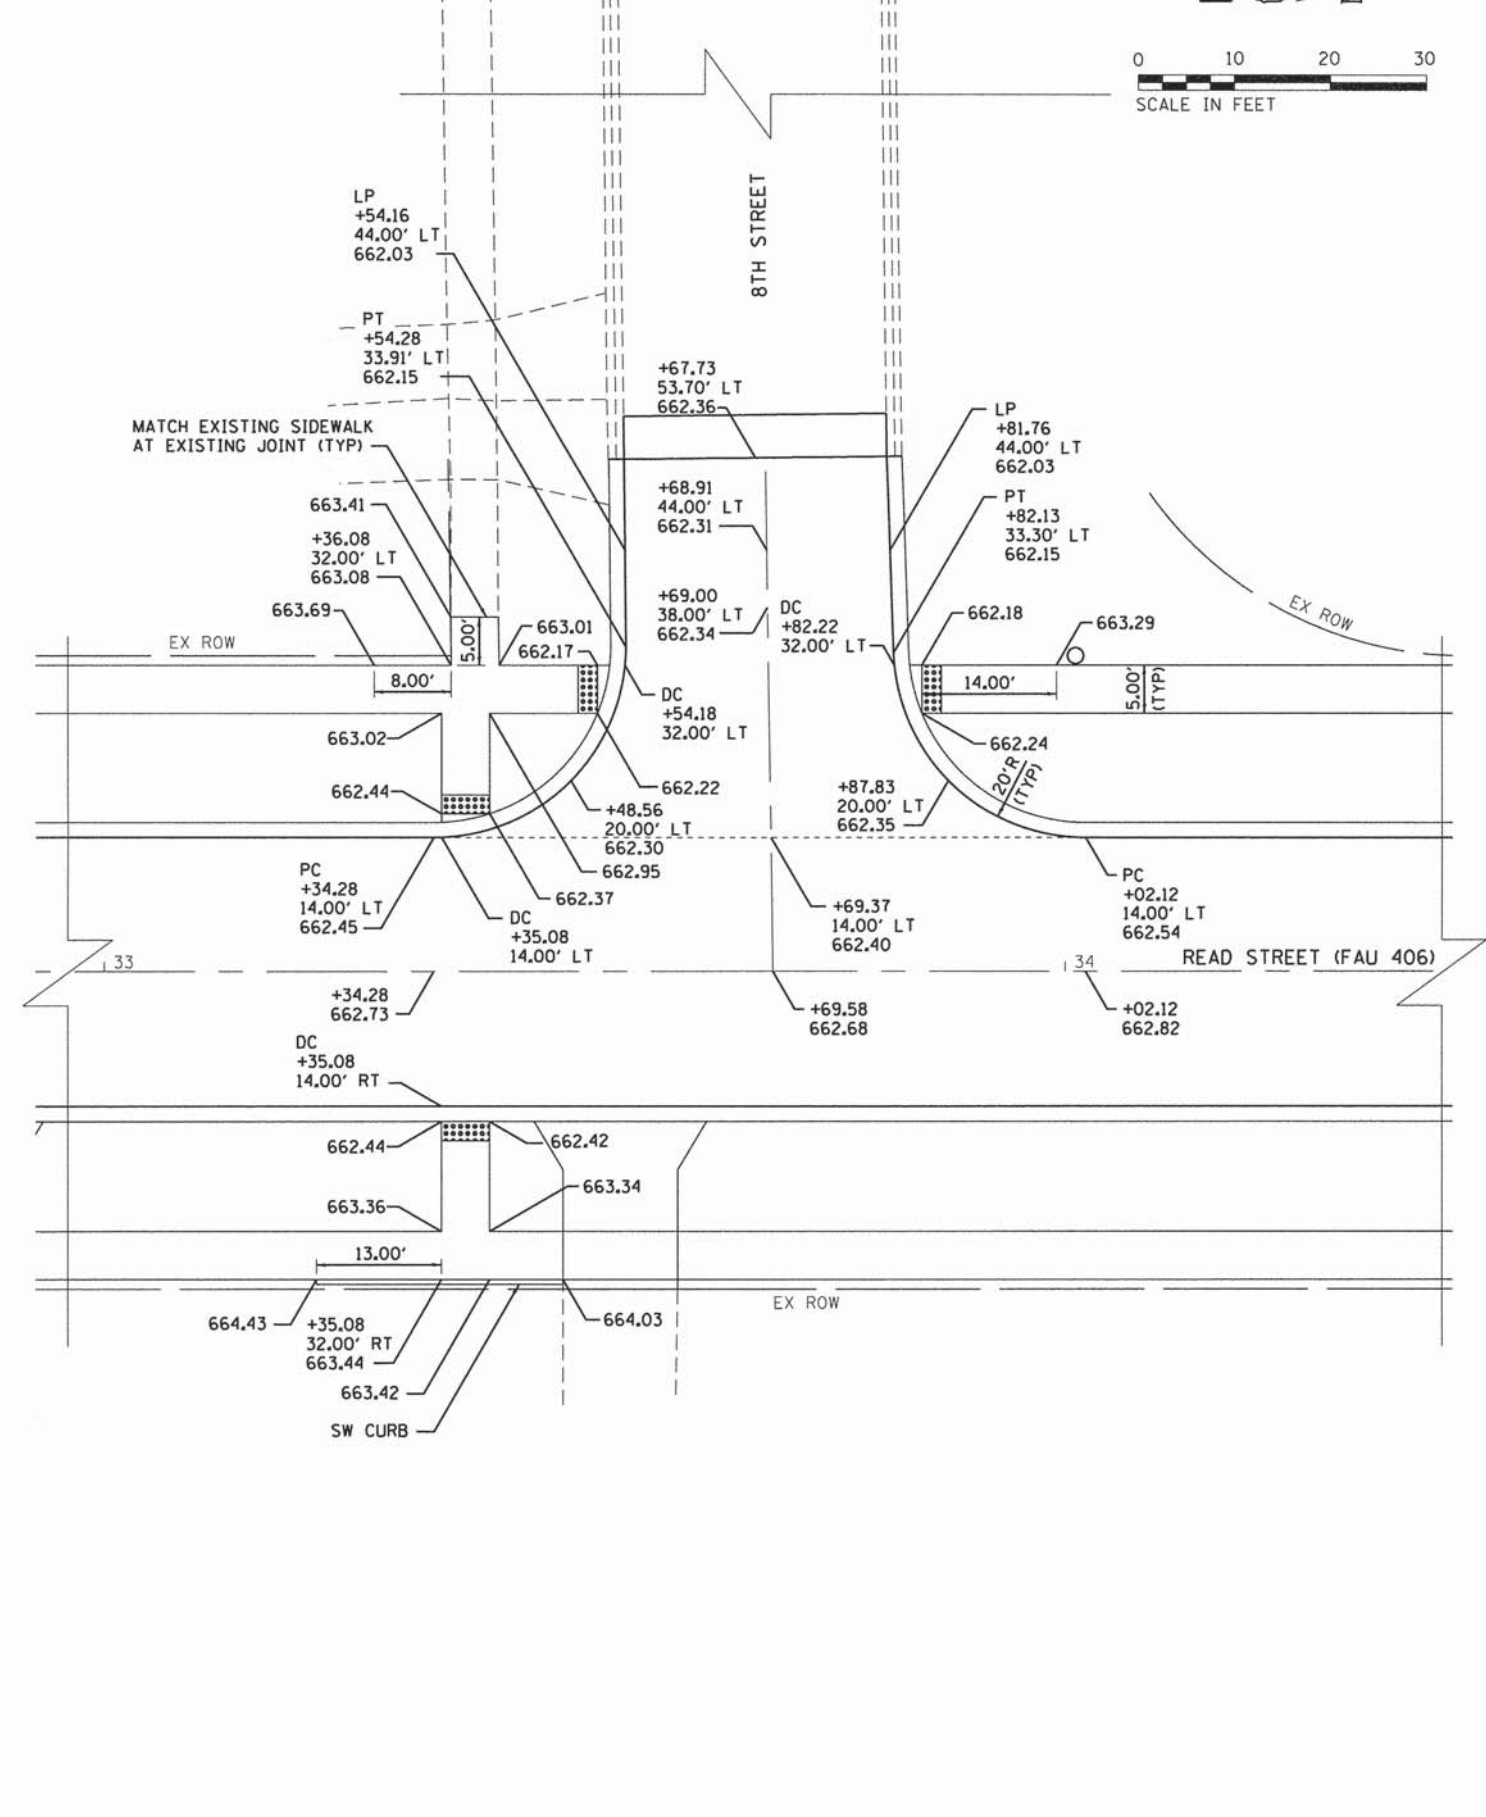 0 10 20 30
SCALE IN FEET
8TH STREET
LP
+54.16
44.00' LT
662.03
PT
+54.28
33.91' LT
662.15
+67.73
53.70' LT
662.36
LP
+81.76
44.00' LT
662.03
MATCH EXISTING SIDEWALK
AT EXISTING JOINT (TYP)
+68.91
44.00' LT
662.31
PT
+82.13
33.30' LT
662.15
663.41
+36.08
32.00' LT
663.08
663.69
+69.00
38.00' LT
662.34
DC
+82.22
32.00' LT
662.18
663.29
EX ROW
EX ROW
5.00'
663.01
662.17
8.00'
14.00'
5.00'
(TYP)
DC
+54.18
32.00' LT
663.02
662.24
662.44
662.22
20'R
(TYP)
+87.83
20.00' LT
662.35
+48.56
20.00' LT
662.30
662.95
662.37
PC
+34.28
14.00' LT
662.45
DC
+35.08
14.00' LT
+69.37
14.00' LT
662.40
PC
+02.12
14.00' LT
662.54
33
34
READ STREET (FAU 406)
+34.28
662.73
+69.58
662.68
+02.12
662.82
DC
+35.08
14.00' RT
662.44
662.42
663.36
663.34
13.00'
EX ROW
664.43
+35.08
32.00' RT
663.44
664.03
663.42
SW CURB